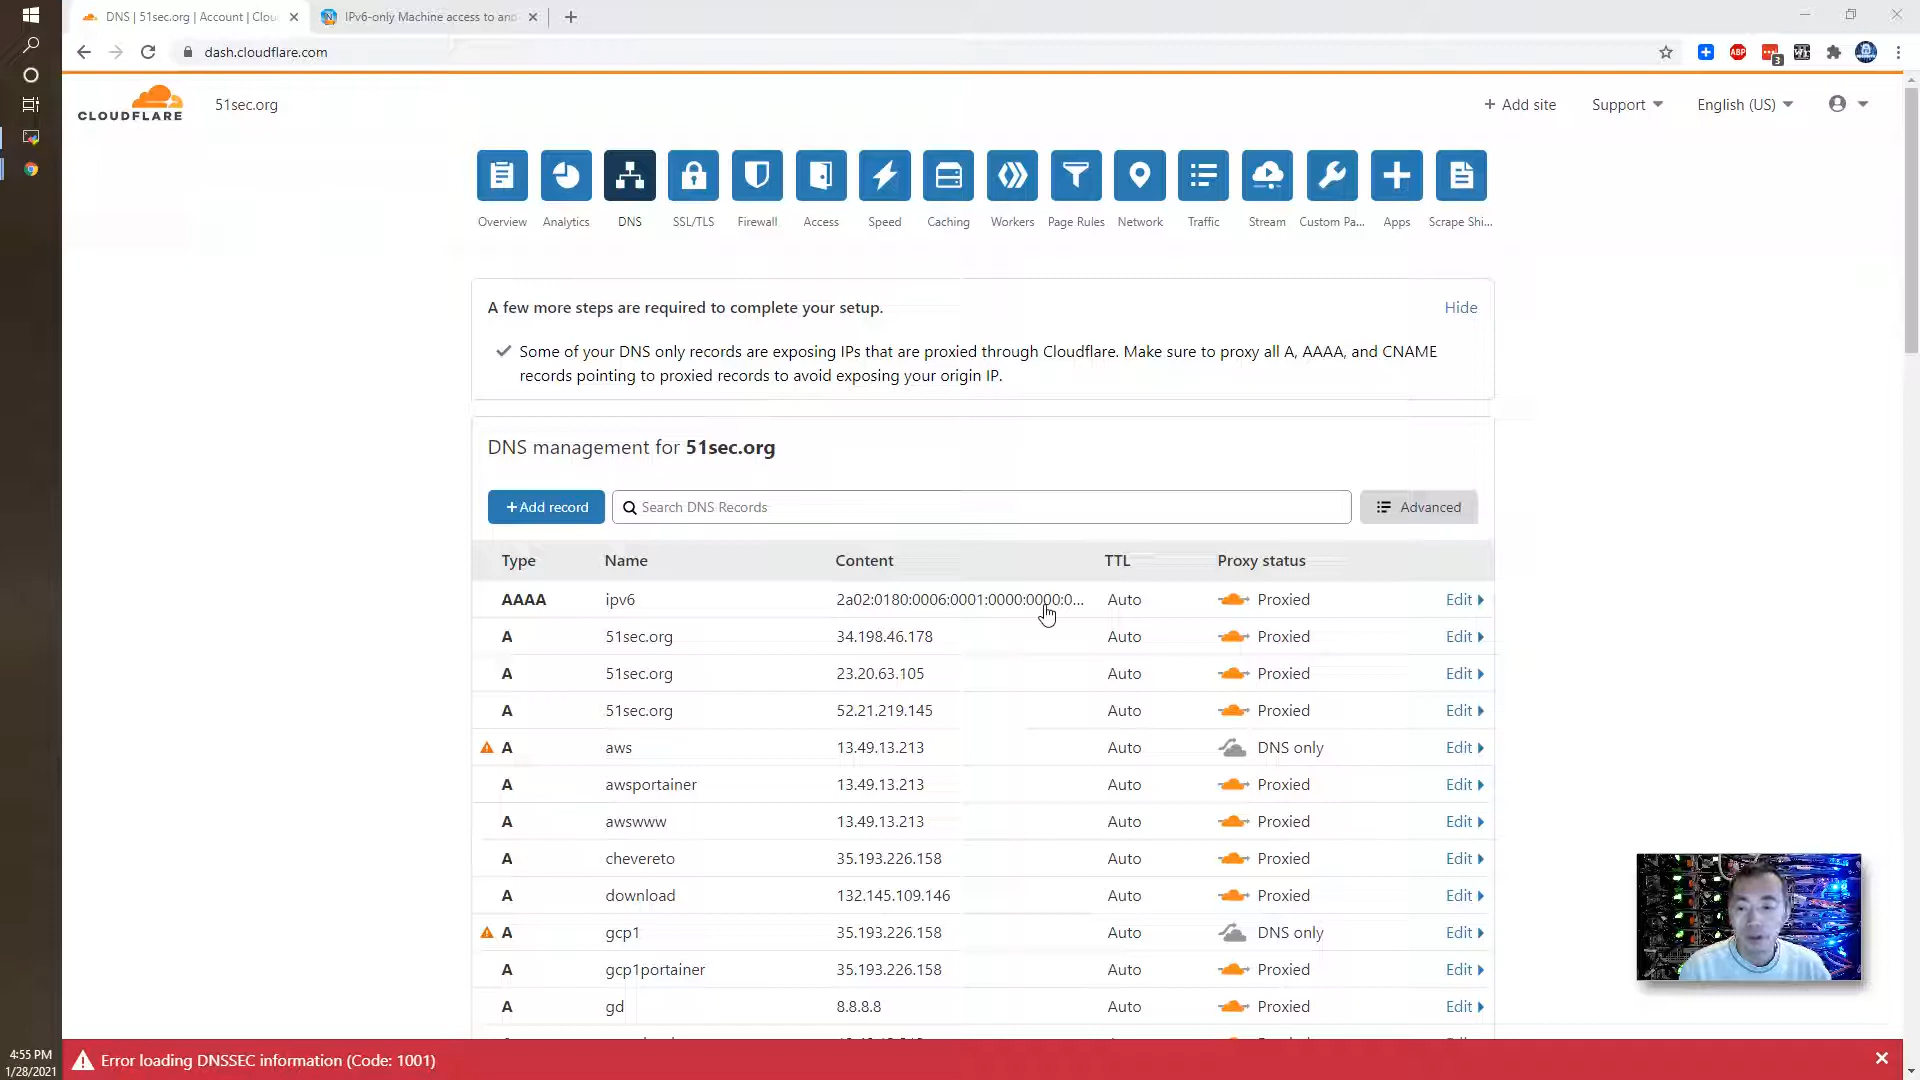 DNS | 51sec.org | Account | Clou
IPv6-only Machine access to ano
dash.cloudflare.com
ABP
3
CLOUDFLARE
51sec.org
+ Add site
Support
English (US)
Overview
Analytics
DNS
SSL/TLS
Firewall
Access
Speed
Caching
Workers
Page Rules
Network
Traffic
Stream
Custom Pa...
Apps
Scrape Shi...
A few more steps are required to complete your setup.
Hide
Some of your DNS only records are exposing IPs that are proxied through Cloudflare. Make sure to proxy all A, AAAA, and CNAME
records pointing to proxied records to avoid exposing your origin IP.
DNS management for 51sec.org
+ Add record
Search DNS Records
Advanced
Type Name Content TTL Proxy status
AAAA ipv6 2a02:0180:0006:0001:0000:0000:0... Auto Proxied Edit
A 51sec.org 34.198.46.178 Auto Proxied Edit
A 51sec.org 23.20.63.105 Auto Proxied Edit
A 51sec.org 52.21.219.145 Auto Proxied Edit
A aws 13.49.13.213 Auto DNS only Edit
A awsportainer 13.49.13.213 Auto Proxied Edit
A awswww 13.49.13.213 Auto Proxied Edit
A chevereto 35.193.226.158 Auto Proxied Edit
A download 132.145.109.146 Auto Proxied Edit
A gcp1 35.193.226.158 Auto DNS only Edit
A gcp1portainer 35.193.226.158 Auto Proxied Edit
A gd 8.8.8.8 Auto Proxied Edit
Error loading DNSSEC information (Code: 1001)
4:55 PM
1/28/2021